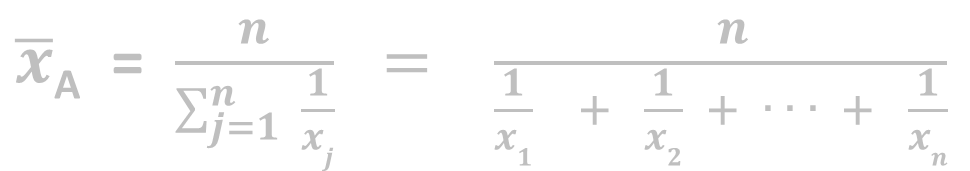 x̄_A = n / (∑_{j=1}^{n} 1/x_j) = n / (1/x_1 + 1/x_2 + · · · + 1/x_n)